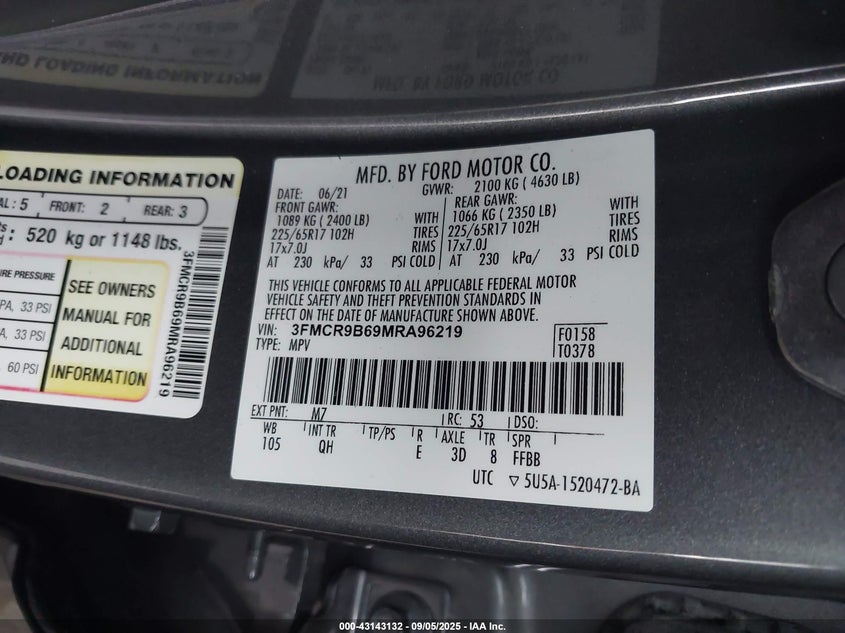 LOADING INFORMATION
AL: 5 FRONT: 2 REAR: 3
: 520 kg or 1148 lbs.
RE PRESSURE
PA, 33 PSI
A, 33 PSI
60 PSI
SEE OWNERS
MANUAL FOR
ADDITIONAL
INFORMATION
3FMCR9B69MRA96219
MFD. BY FORD MOTOR CO.
DATE: 06/21 GVWR: 2100 KG ( 4630 LB)
FRONT GAWR: REAR GAWR:
1089 KG ( 2400 LB) WITH 1066 KG ( 2350 LB) WITH
225/65R17 102H TIRES 225/65R17 102H TIRES
17x7.0J RIMS 17x7.0J RIMS
AT 230 kPa/ 33 PSI COLD AT 230 kPa/ 33 PSI COLD
THIS VEHICLE CONFORMS TO ALL APPLICABLE FEDERAL MOTOR
VEHICLE SAFETY AND THEFT PREVENTION STANDARDS IN
EFFECT ON THE DATE OF MANUFACTURE SHOWN ABOVE.
VIN: 3FMCR9B69MRA96219 F0158
TYPE: MPV T0378
EXT PNT: M7 RC: 53 DSO:
WB INT TR TP/PS R AXLE TR SPR
105 QH E 3D 8 FFBB
UTC ▽ 5U5A-1520472-BA
000-43143132 - 09/05/2025 - IAA Inc.